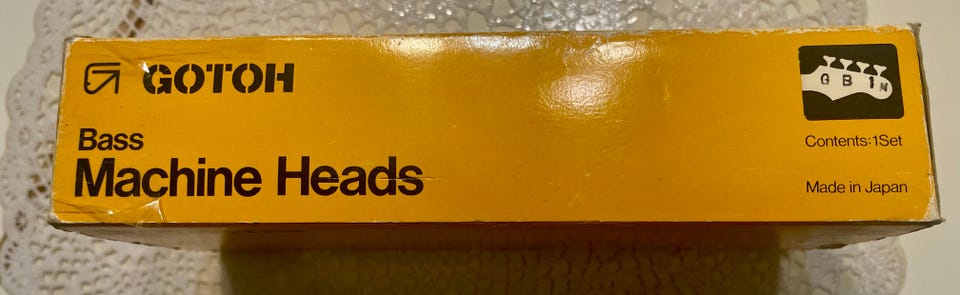 GOTOH
Bass
Machine Heads
GB1N
Contents:1Set
Made in Japan